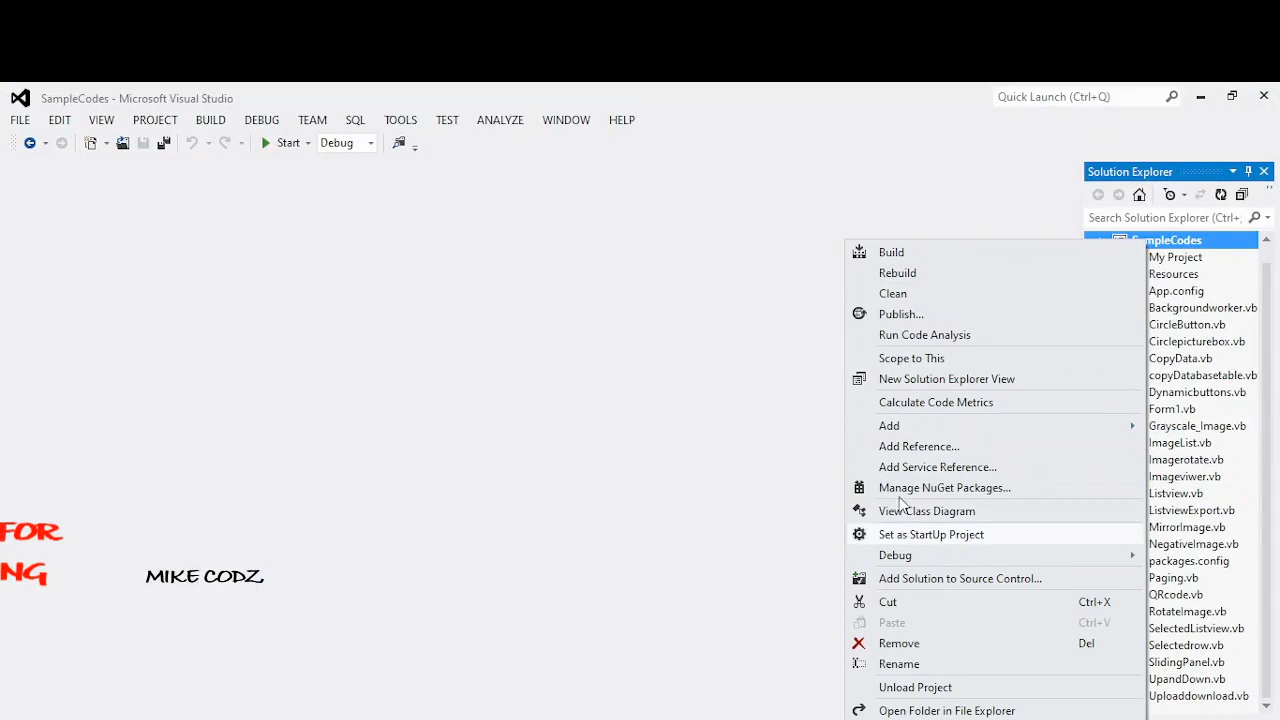 SampleCodes - Microsoft Visual Studio
Quick Launch (Ctrl+Q)
FILE EDIT VIEW PROJECT BUILD DEBUG TEAM SQL TOOLS TEST ANALYZE WINDOW HELP
Start Debug
Solution Explorer
Search Solution Explorer (Ctrl+,
SampleCodes
My Project
Resources
App.config
Backgroundworker.vb
CircleButton.vb
Circlepicturebox.vb
CopyData.vb
copyDatabasetable.vb
Dynamicbuttons.vb
Form1.vb
Grayscale_Image.vb
ImageList.vb
Imagerotate.vb
Imageviwer.vb
Listview.vb
ListviewExport.vb
MirrorImage.vb
NegativeImage.vb
packages.config
Paging.vb
QRcode.vb
RotateImage.vb
SelectedListview.vb
Selectedrow.vb
SlidingPanel.vb
UpandDown.vb
Uploaddownload.vb
Build
Rebuild
Clean
Publish...
Run Code Analysis
Scope to This
New Solution Explorer View
Calculate Code Metrics
Add
Add Reference...
Add Service Reference...
Manage NuGet Packages...
View Class Diagram
Set as StartUp Project
Debug
Add Solution to Source Control...
Cut Ctrl+X
Paste Ctrl+V
Remove Del
Rename
Unload Project
Open Folder in File Explorer
FOR
NG
MIKE CODZ,